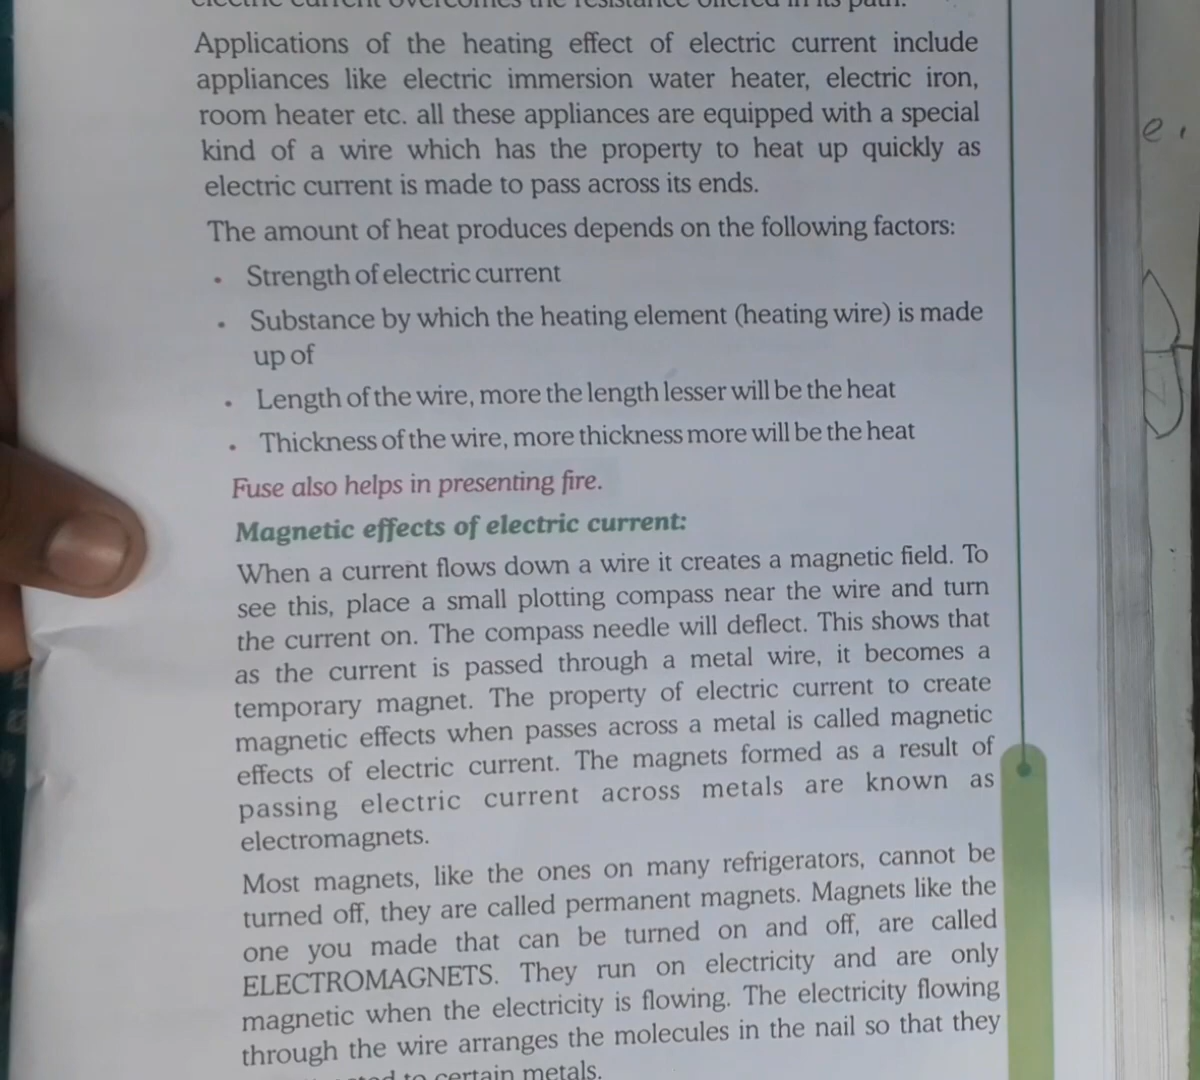 electric current overcomes the resistance offered in its path.
Applications of the heating effect of electric current include
appliances like electric immersion water heater, electric iron,
room heater etc. all these appliances are equipped with a special
kind of a wire which has the property to heat up quickly as
electric current is made to pass across its ends.
The amount of heat produces depends on the following factors:
• Strength of electric current
• Substance by which the heating element (heating wire) is made
up of
• Length of the wire, more the length lesser will be the heat
• Thickness of the wire, more thickness more will be the heat
Fuse also helps in presenting fire.
Magnetic effects of electric current:
When a current flows down a wire it creates a magnetic field. To
see this, place a small plotting compass near the wire and turn
the current on. The compass needle will deflect. This shows that
as the current is passed through a metal wire, it becomes a
temporary magnet. The property of electric current to create
magnetic effects when passes across a metal is called magnetic
effects of electric current. The magnets formed as a result of
passing electric current across metals are known as
electromagnets.
Most magnets, like the ones on many refrigerators, cannot be
turned off, they are called permanent magnets. Magnets like the
one you made that can be turned on and off, are called
ELECTROMAGNETS. They run on electricity and are only
magnetic when the electricity is flowing. The electricity flowing
through the wire arranges the molecules in the nail so that they
to certain metals.
e